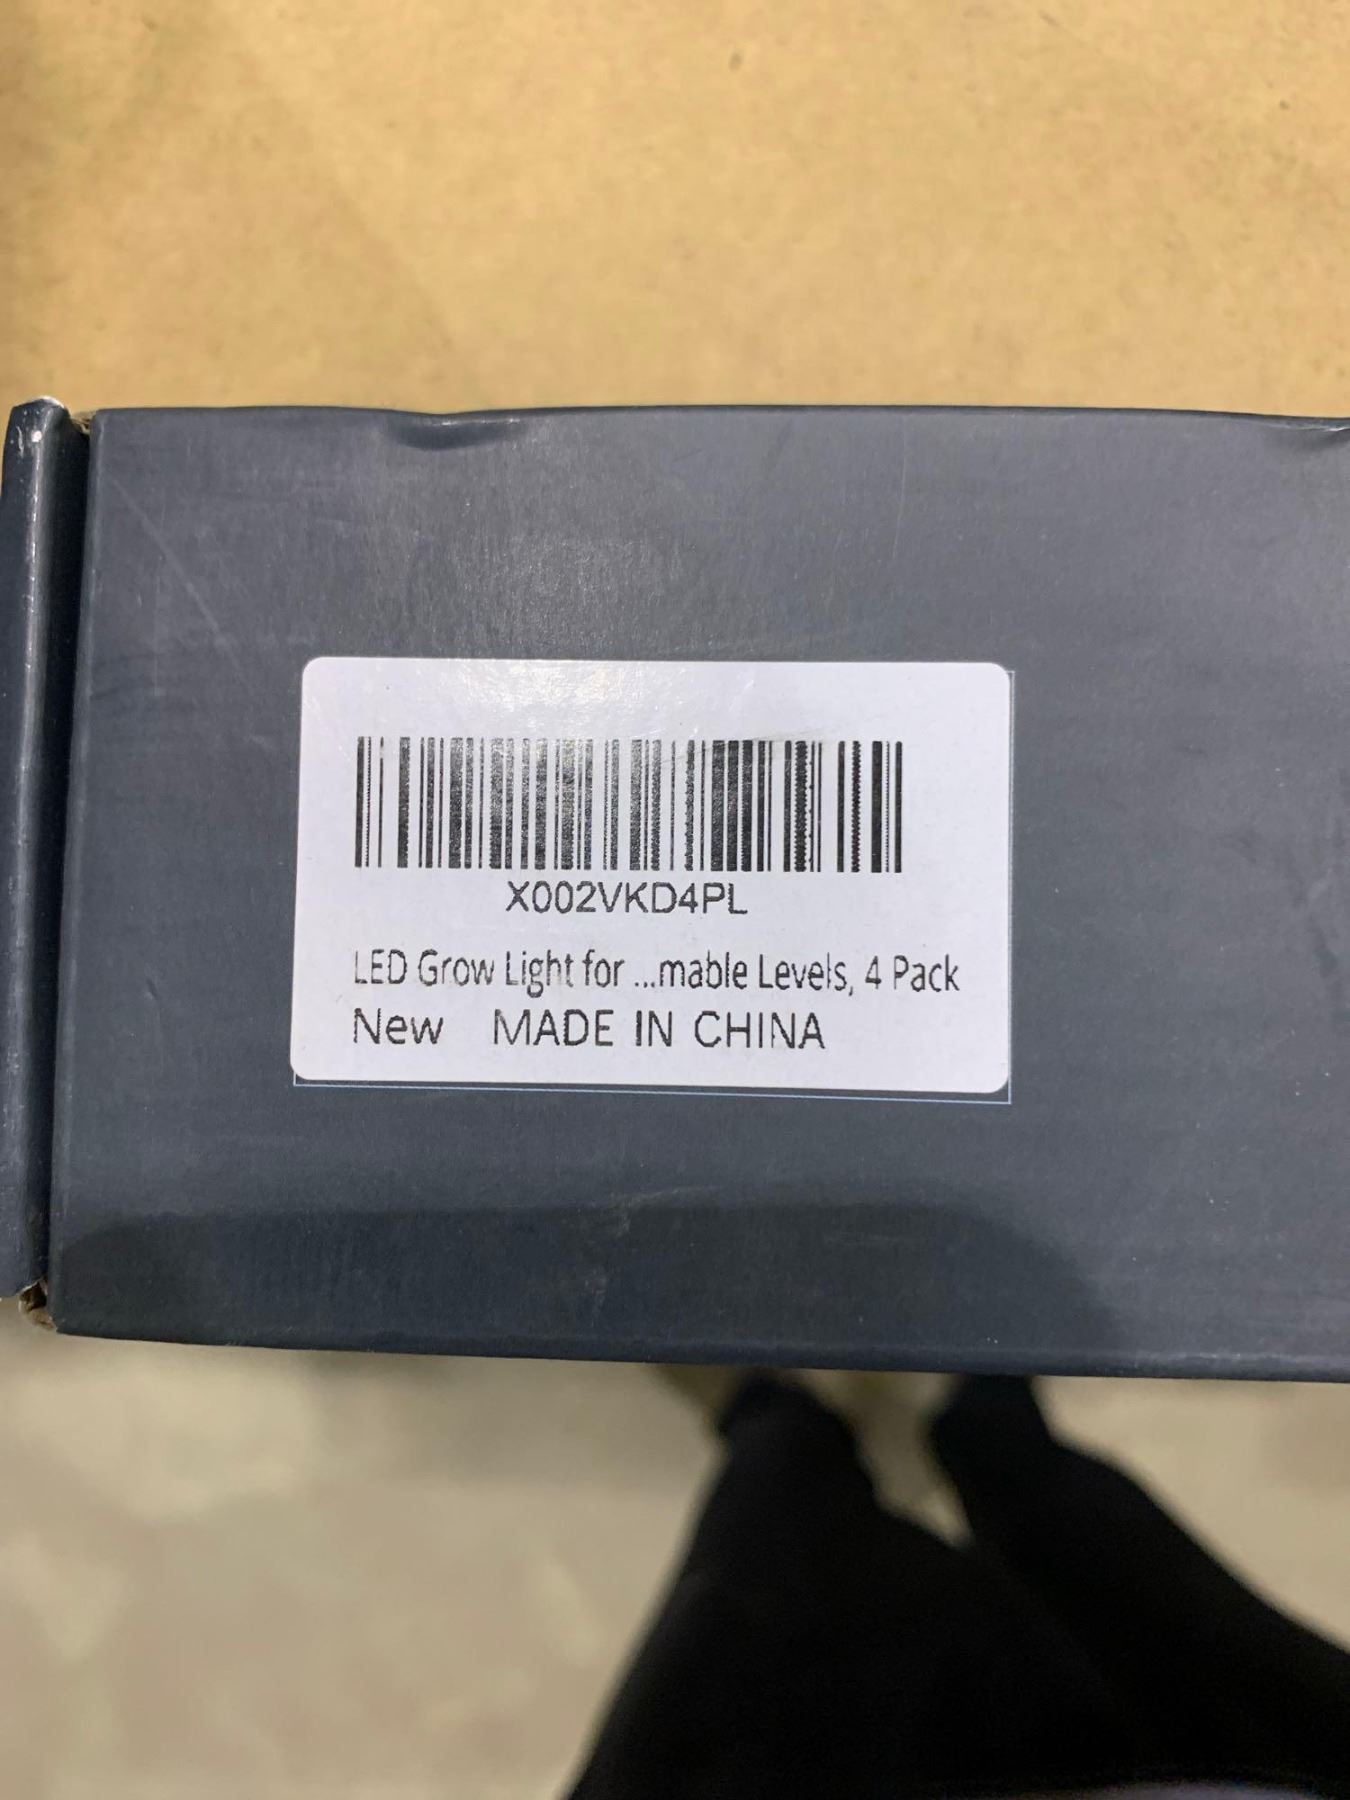 X002VKD4PL
LED Grow Light for ...mable Levels, 4 Pack
New MADE IN CHINA